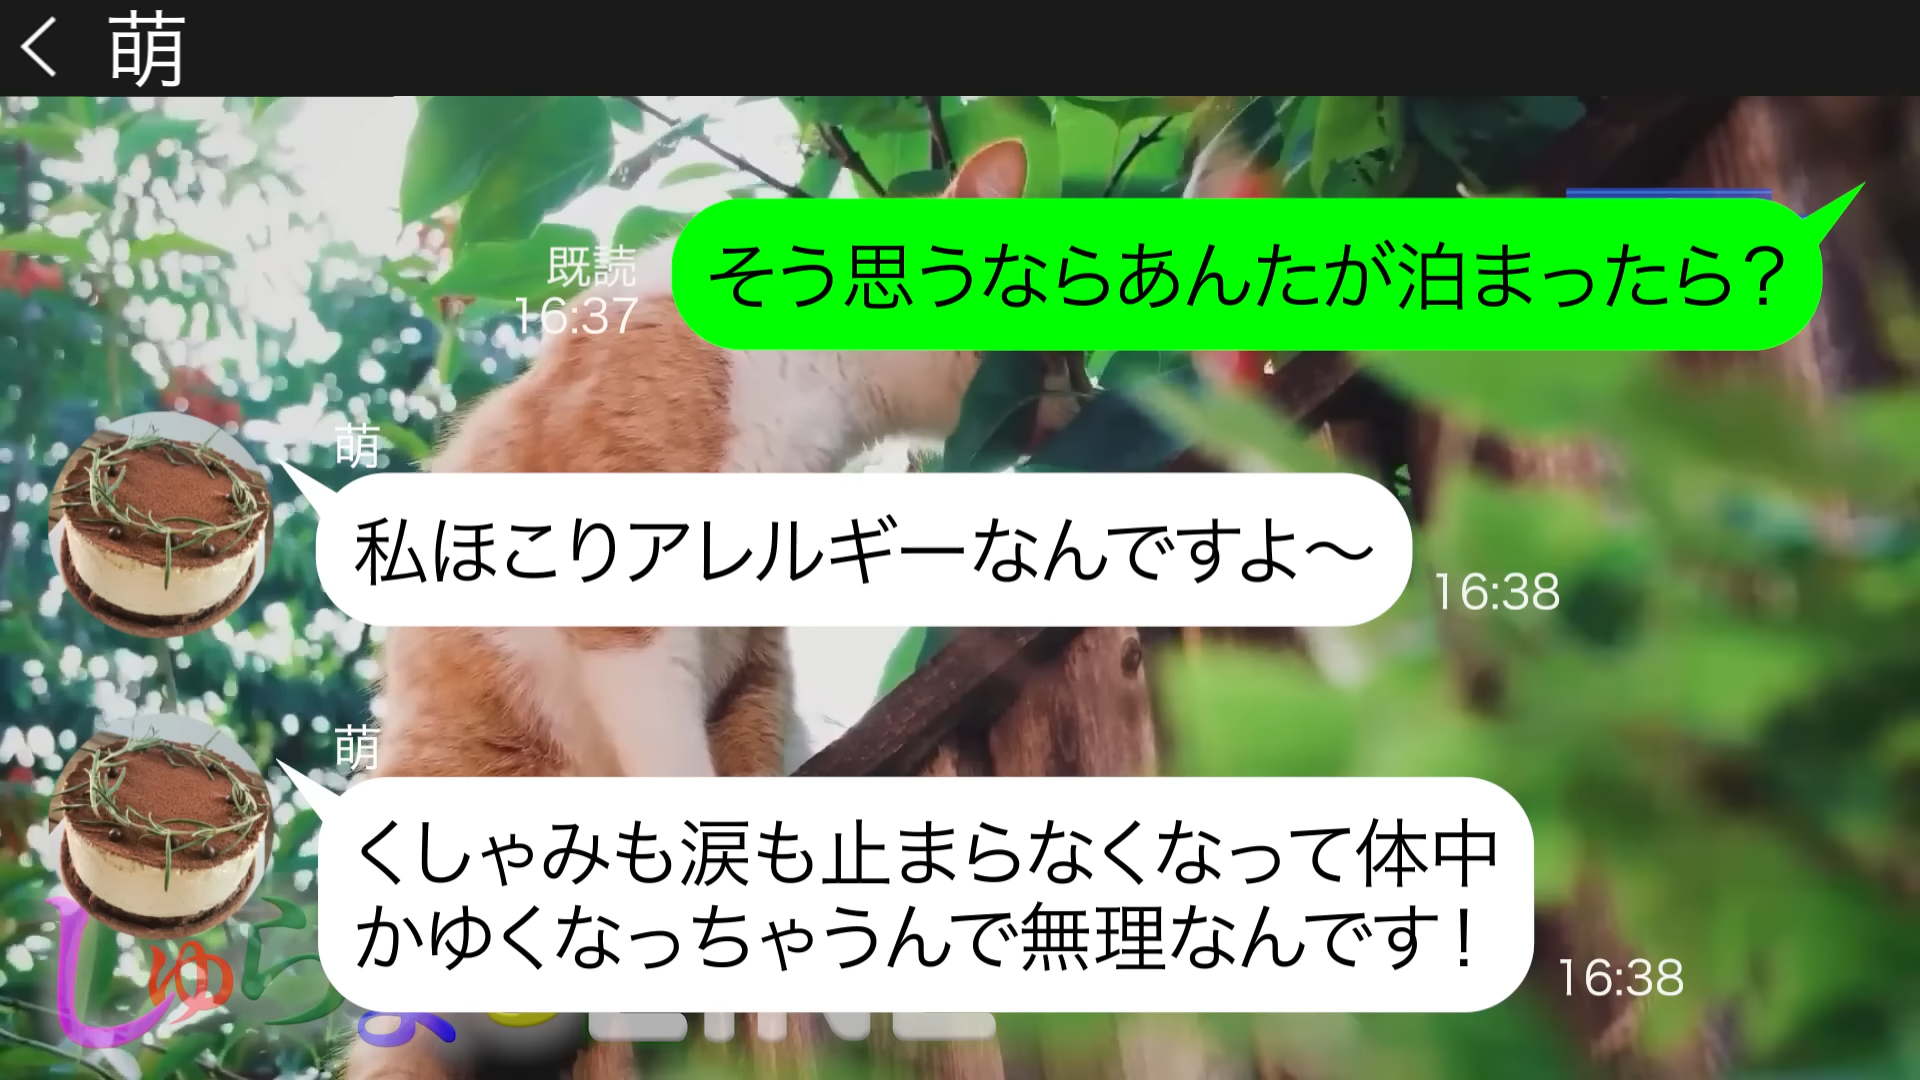 萌
そう思うならあんたが泊まったら？
既読
16:37
萌
私ほこりアレルギーなんですよ～
16:38
萌
くしゃみも涙も止まらなくなって体中
かゆくなっちゃうんで無理なんです！
16:38
しゅら